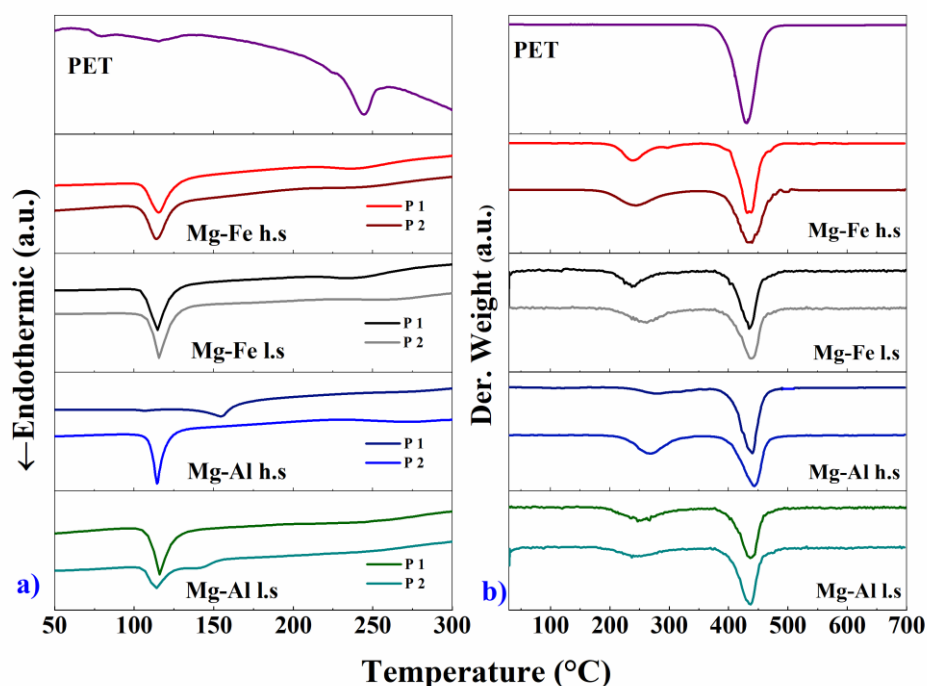 PET
Mg-Fe h.s
P 1
P 2
Mg-Fe l.s
P 1
P 2
Mg-Al h.s
P 1
P 2
Mg-Al l.s
P 1
P 2
a)
←Endothermic (a.u.)
50 100 150 200 250 300
PET
Mg-Fe h.s
Mg-Fe l.s
Mg-Al h.s
Mg-Al l.s
b)
Der. Weight (a.u.)
100 200 300 400 500 600 700
Temperature (°C)